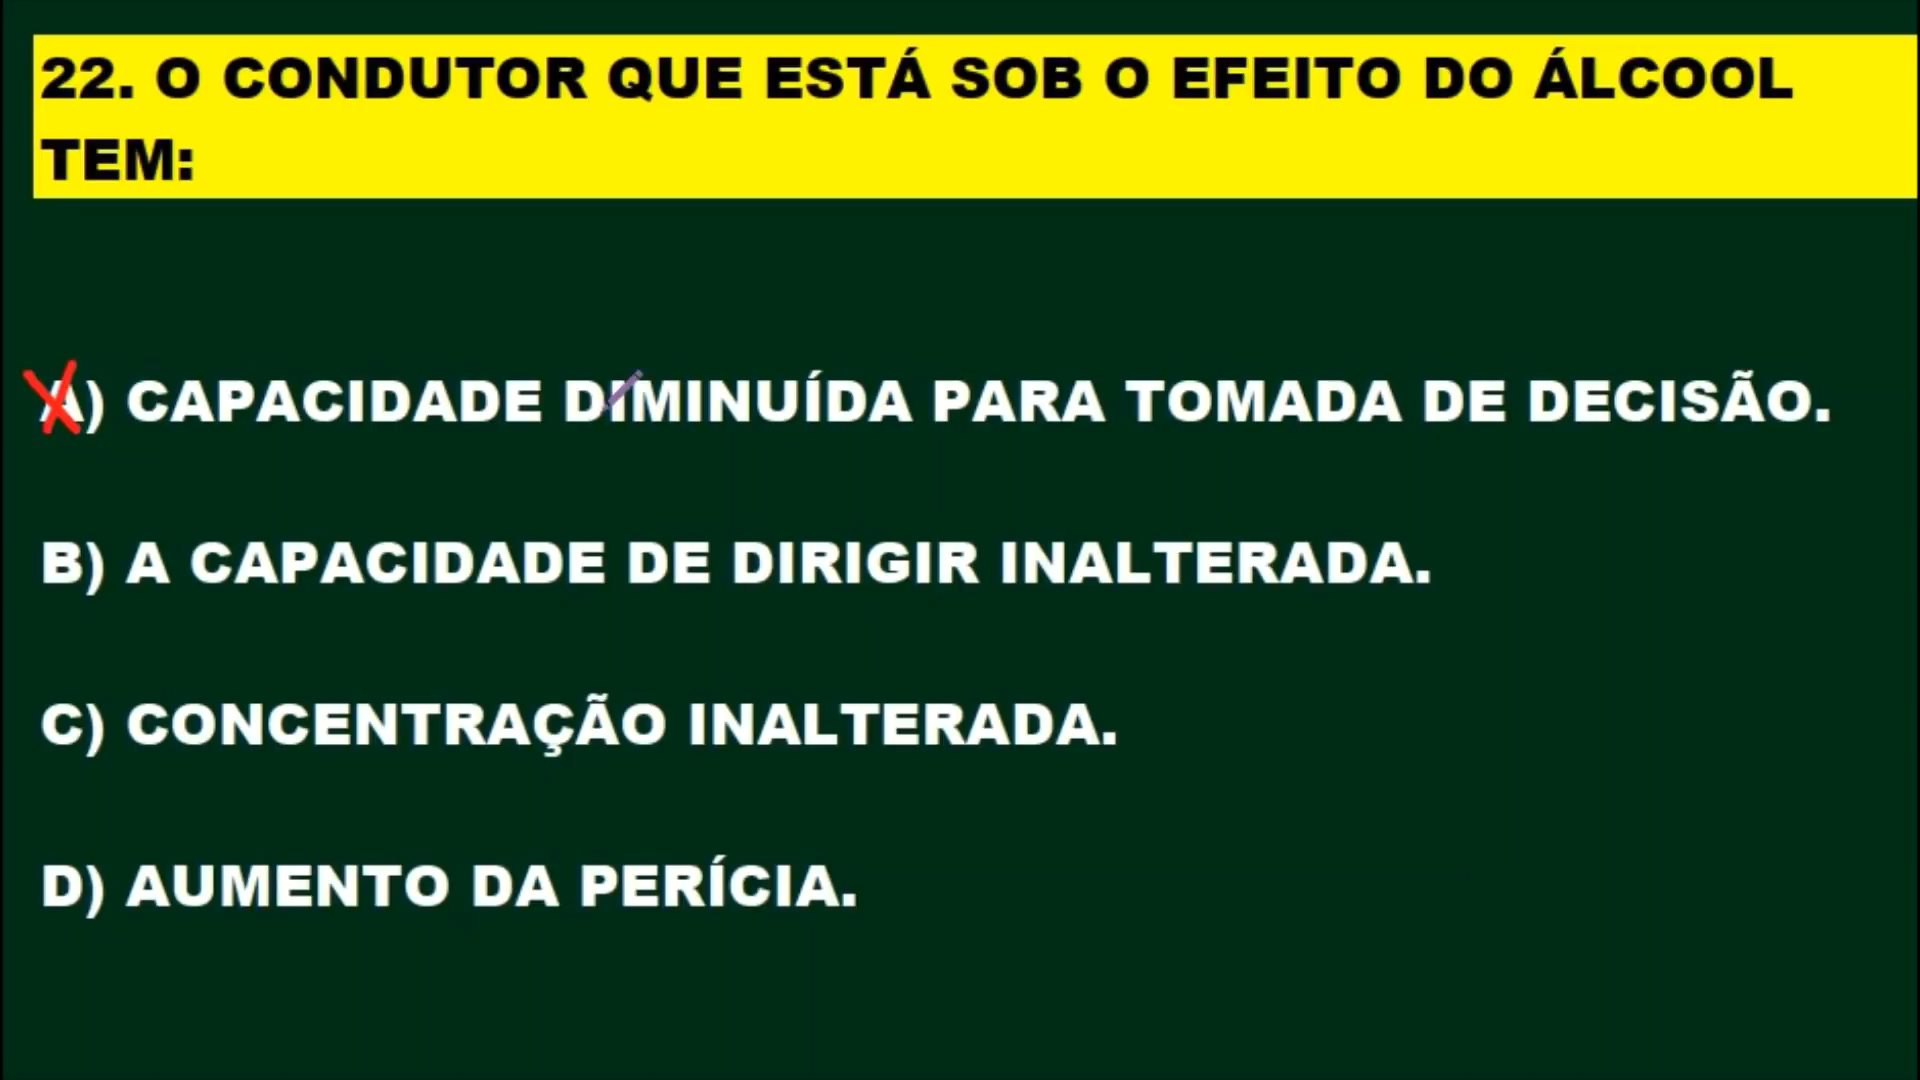 22. O CONDUTOR QUE ESTÁ SOB O EFEITO DO ÁLCOOL
TEM:
A) CAPACIDADE DIMINUÍDA PARA TOMADA DE DECISÃO.
B) A CAPACIDADE DE DIRIGIR INALTERADA.
C) CONCENTRAÇÃO INALTERADA.
D) AUMENTO DA PERÍCIA.